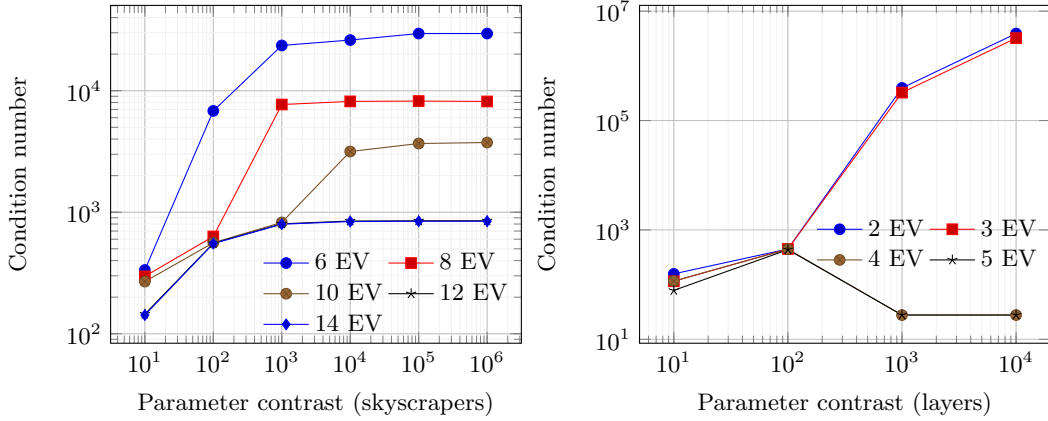 10^4
10^3
10^2
Condition number
6 EV
8 EV
10 EV
12 EV
14 EV
10^1
10^2
10^3
10^4
10^5
10^6
Parameter contrast (skyscrapers)
10^7
10^5
10^3
10^1
Condition number
2 EV
3 EV
4 EV
5 EV
10^1
10^2
10^3
10^4
Parameter contrast (layers)